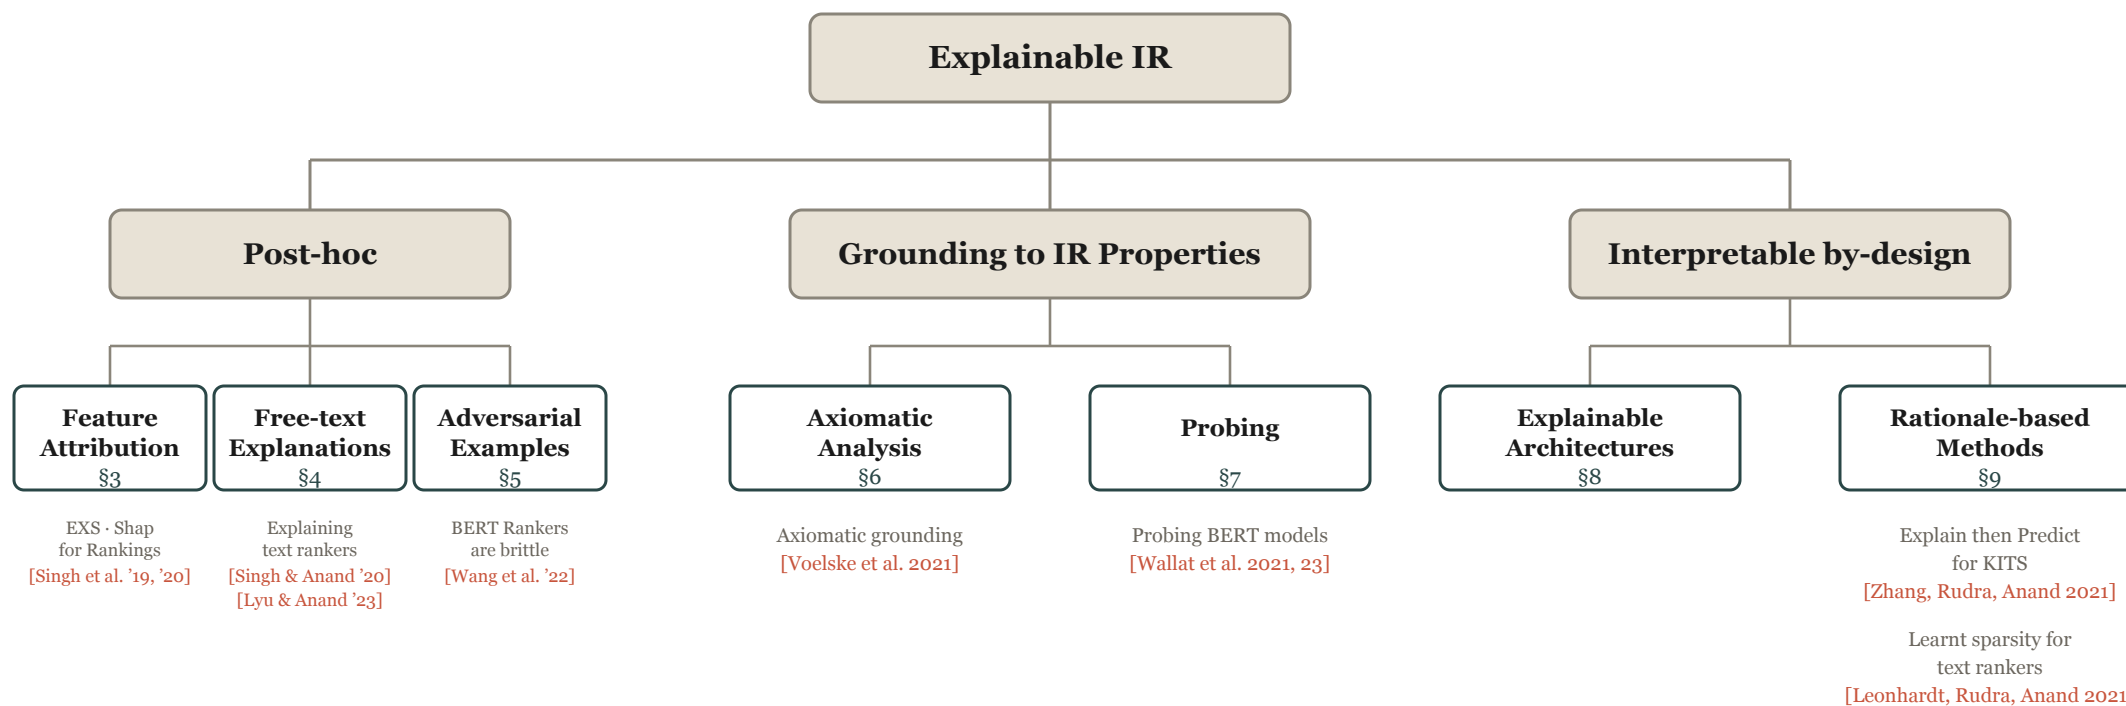 Explainable IR
Post-hoc
Grounding to IR Properties
Interpretable by-design
Feature
Attribution
§3
Free-text
Explanations
§4
Adversarial
Examples
§5
Axiomatic
Analysis
§6
Probing
§7
Explainable
Architectures
§8
Rationale-based
Methods
§9
EXS · Shap
for Rankings
[Singh et al. ’19, ’20]
Explaining
text rankers
[Singh & Anand ’20]
[Lyu & Anand ’23]
BERT Rankers
are brittle
[Wang et al. ’22]
Axiomatic grounding
[Voelske et al. 2021]
Probing BERT models
[Wallat et al. 2021, 23]
Explain then Predict
for KITS
[Zhang, Rudra, Anand 2021]
Learnt sparsity for
text rankers
[Leonhardt, Rudra, Anand 2021